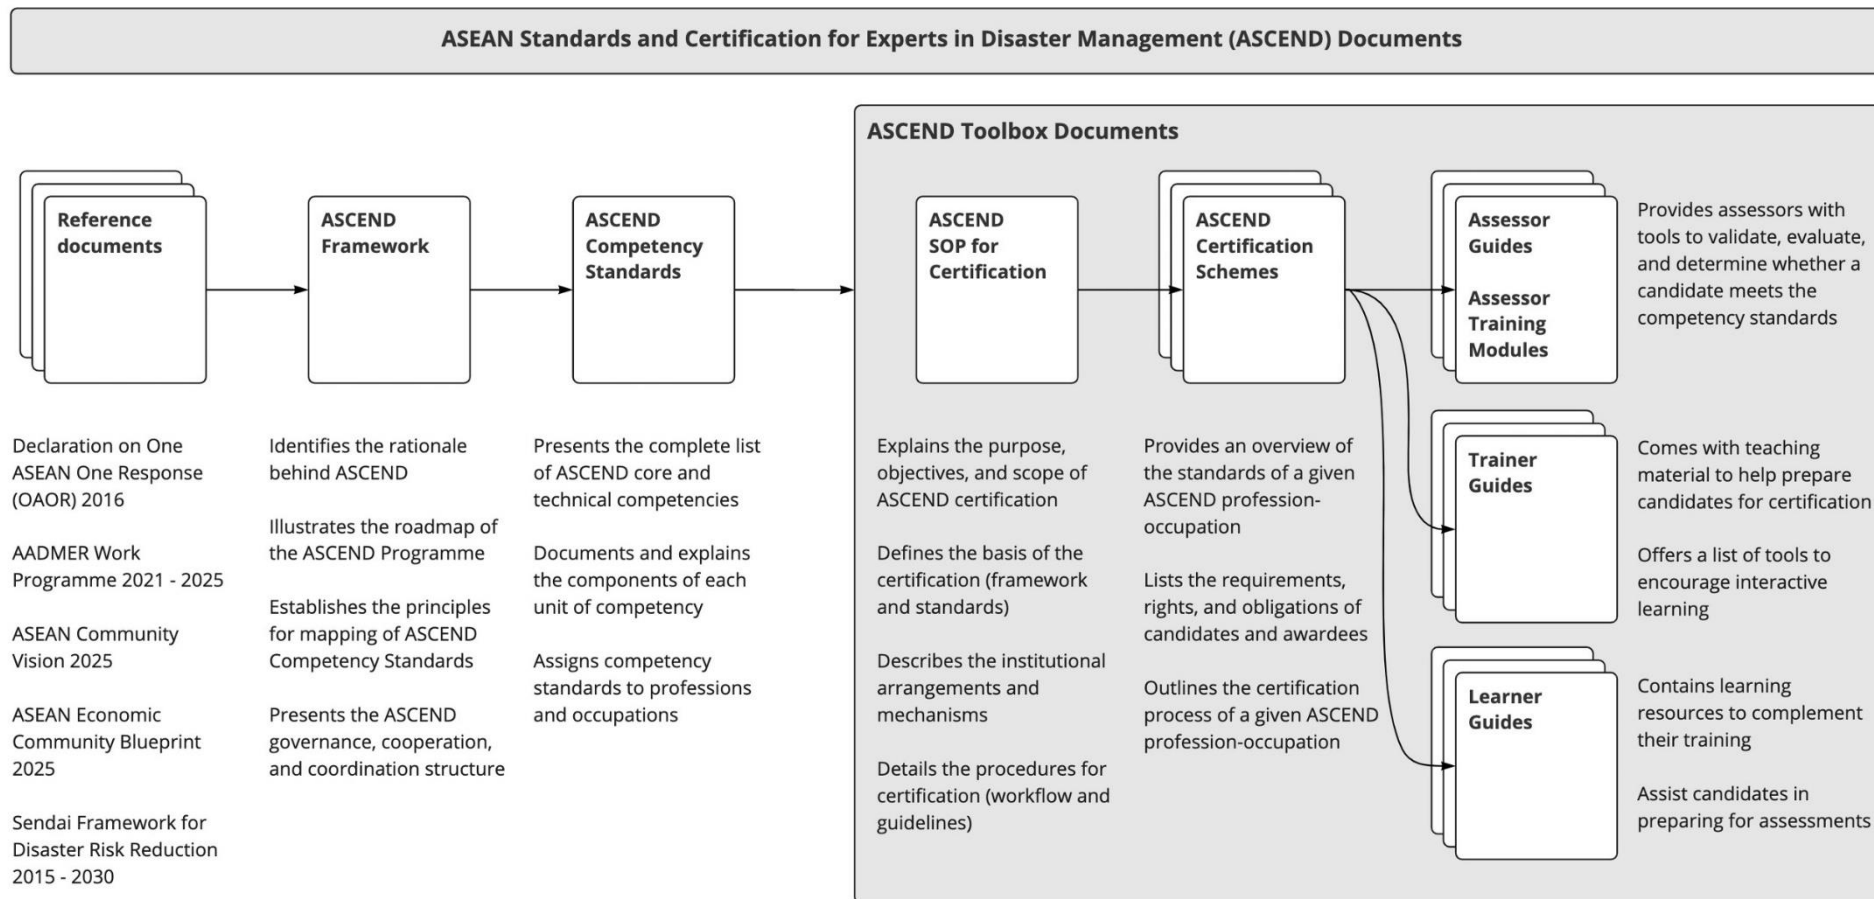 ASEAN Standards and Certification for Experts in Disaster Management (ASCEND) Documents
ASCEND Toolbox Documents
Reference
documents
ASCEND
Framework
ASCEND
Competency
Standards
ASCEND
SOP for
Certification
ASCEND
Certification
Schemes
Assessor
Guides
Assessor
Training
Modules
Provides assessors with
tools to validate, evaluate,
and determine whether a
candidate meets the
competency standards
Declaration on One
ASEAN One Response
(OAOR) 2016
AADMER Work
Programme 2021 - 2025
ASEAN Community
Vision 2025
ASEAN Economic
Community Blueprint
2025
Sendai Framework for
Disaster Risk Reduction
2015 - 2030
Identifies the rationale
behind ASCEND
Illustrates the roadmap of
the ASCEND Programme
Establishes the principles
for mapping of ASCEND
Competency Standards
Presents the ASCEND
governance, cooperation,
and coordination structure
Presents the complete list
of ASCEND core and
technical competencies
Documents and explains
the components of each
unit of competency
Assigns competency
standards to professions
and occupations
Explains the purpose,
objectives, and scope of
ASCEND certification
Defines the basis of the
certification (framework
and standards)
Describes the institutional
arrangements and
mechanisms
Details the procedures for
certification (workflow and
guidelines)
Provides an overview of
the standards of a given
ASCEND profession-
occupation
Lists the requirements,
rights, and obligations of
candidates and awardees
Outlines the certification
process of a given ASCEND
profession-occupation
Trainer
Guides
Comes with teaching
material to help prepare
candidates for certification
Offers a list of tools to
encourage interactive
learning
Learner
Guides
Contains learning
resources to complement
their training
Assist candidates in
preparing for assessments